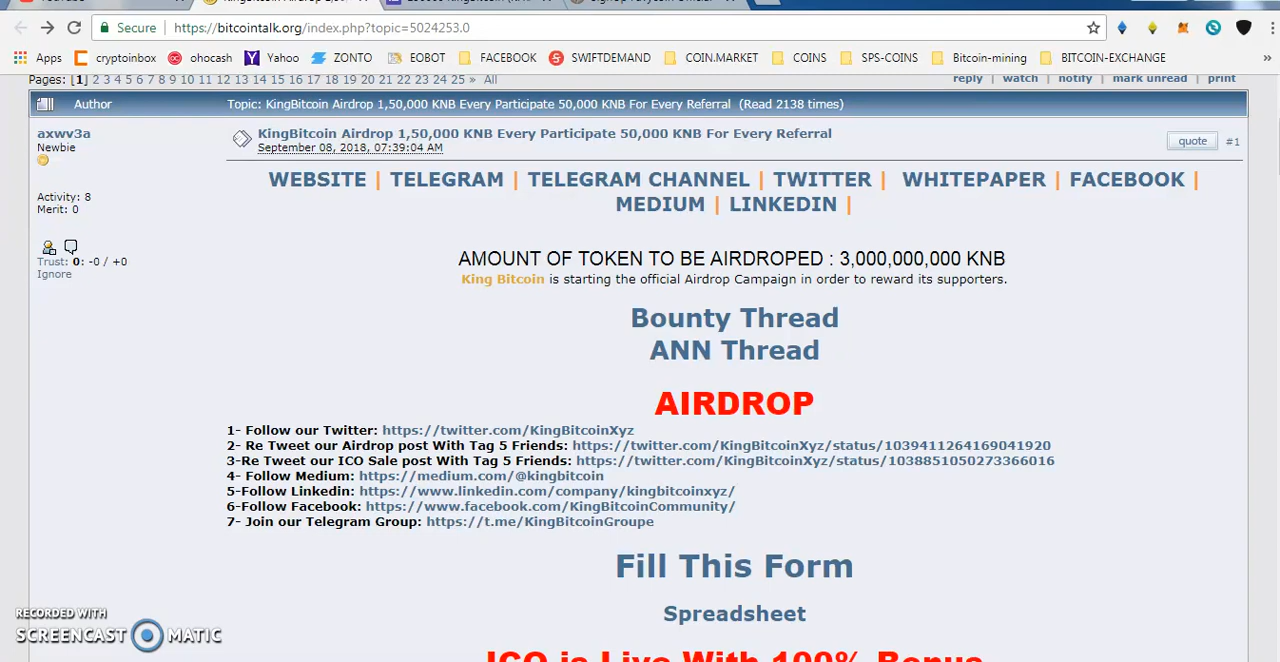 Secure | https://bitcointalk.org/index.php?topic=5024253.0
Apps cryptoinkly ohocash Yahoo ZONTO EOBOT FACEBOOK SWIFTDEMAND COIN.MARKET COINS SPS-COINS Bitcoin-mining BITCOIN-EXCHANGE »
Pages: [1] 2 3 4 5 6 7 8 9 10 11 12 13 14 15 16 17 18 19 20 21 22 23 24 25 » All
reply | watch | notify | mark unread | print
Author Topic: KingBitcoin Airdrop 1,50,000 KNB Every Participate 50,000 KNB For Every Referral (Read 2138 times)
axwv3a
Newbie
Activity: 8
Merit: 0
Trust: 0: -0 / +0
Ignore
KingBitcoin Airdrop 1,50,000 KNB Every Participate 50,000 KNB For Every Referral
September 08, 2018, 07:39:04 AM
quote #1
WEBSITE | TELEGRAM | TELEGRAM CHANNEL | TWITTER | WHITEPAPER | FACEBOOK |
MEDIUM | LINKEDIN |
AMOUNT OF TOKEN TO BE AIRDROPED : 3,000,000,000 KNB
King Bitcoin is starting the official Airdrop Campaign in order to reward its supporters.
Bounty Thread
ANN Thread
AIRDROP
1- Follow our Twitter: https://twitter.com/KingBitcoinXyz
2- Re Tweet our Airdrop post With Tag 5 Friends: https://twitter.com/KingBitcoinXyz/status/1039411264169041920
3-Re Tweet our ICO Sale post With Tag 5 Friends: https://twitter.com/KingBitcoinXyz/status/1038851050273366016
4- Follow Medium: https://medium.com/@kingbitcoin
5-Follow Linkedin: https://www.linkedin.com/company/kingbitcoinxyz/
6-Follow Facebook: https://www.facebook.com/KingBitcoinCommunity/
7- Join our Telegram Group: https://t.me/KingBitcoinGroupe
Fill This Form
Spreadsheet
ICO is Live With 100% Bonus
RECORDED WITH
SCREENCAST MATIC